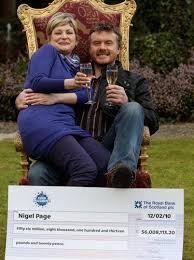 The Royal Bank
of Scotland plc
Nigel Page
12/02/10
Fifty six million, eight thousand, one hundred and thirteen
£ 56,008,113.20
pounds and twenty pence